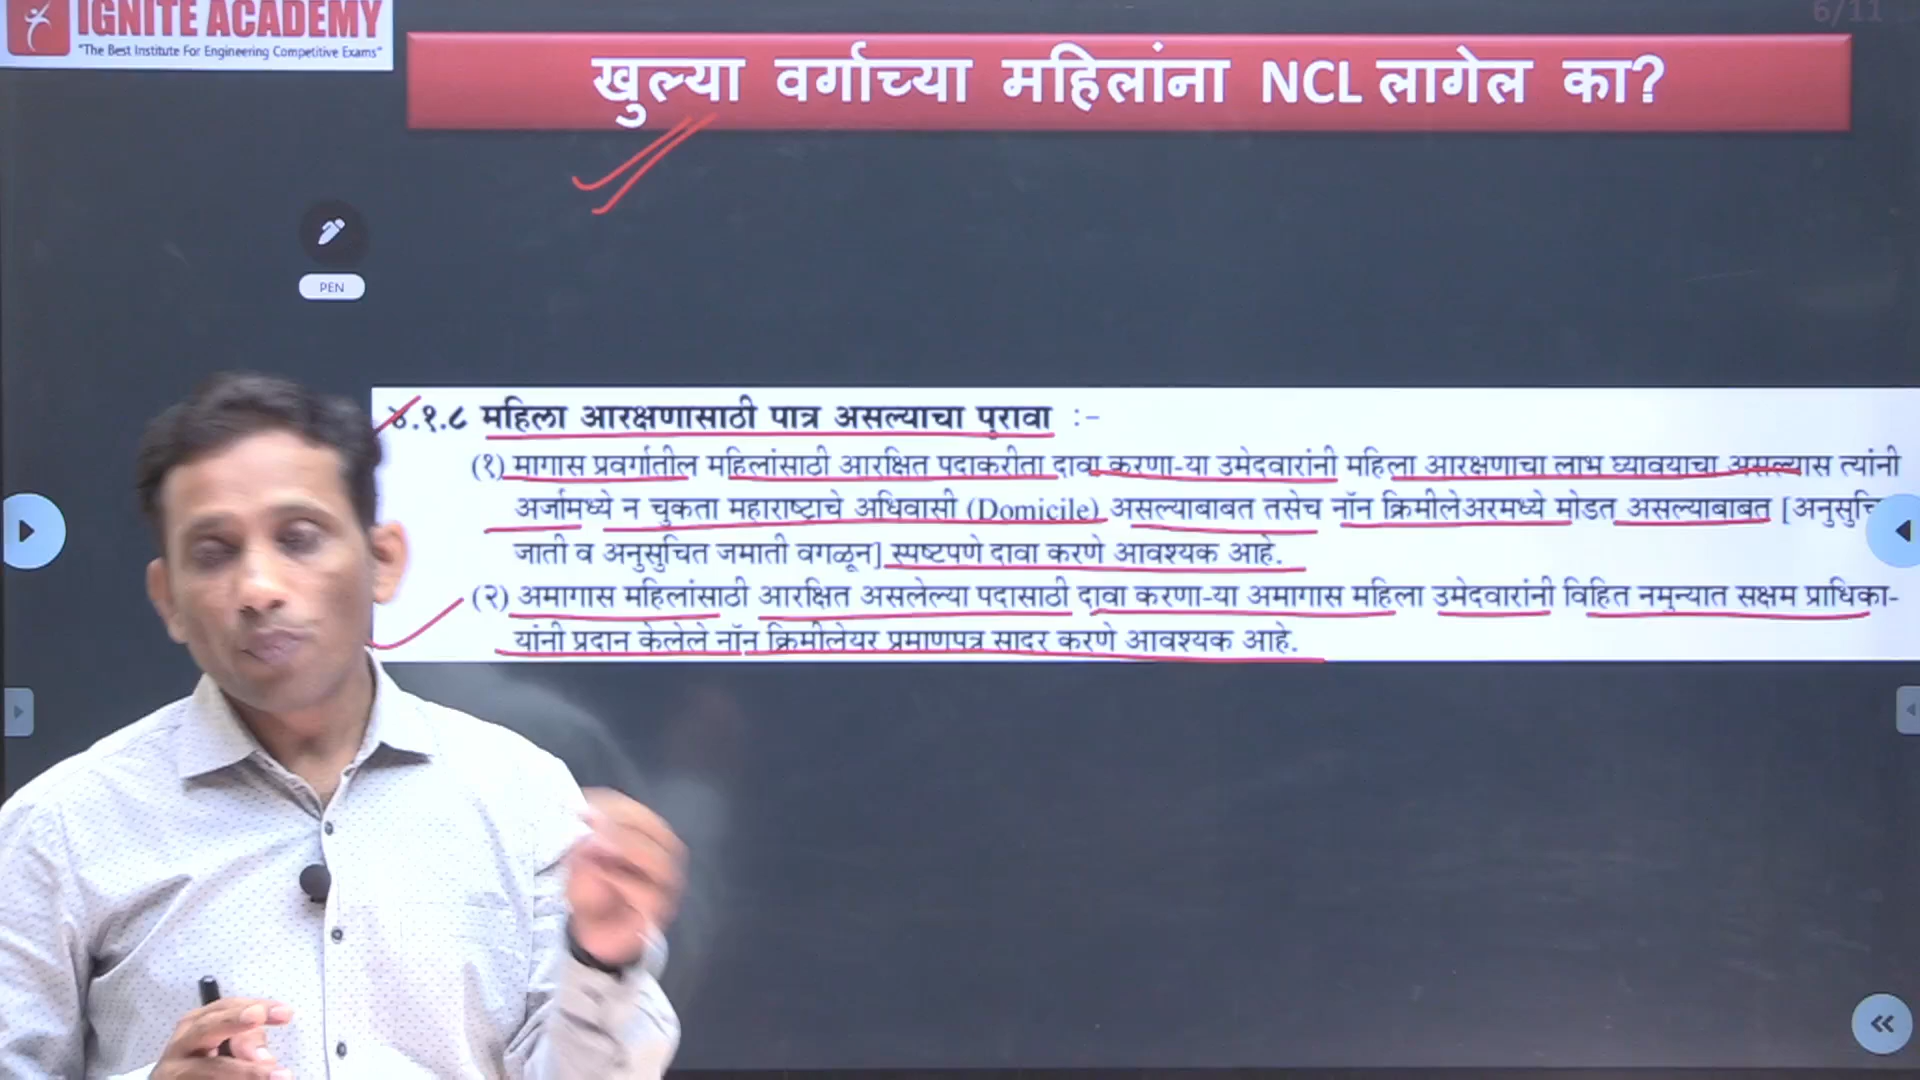 IGNITE ACADEMY
"The Best Institute For Engineering Competitive Exams"
6/11
खुल्या वर्गाच्या महिलांना NCL लागेल का?
PEN
४.१.८ महिला आरक्षणासाठी पात्र असल्याचा पुरावा :-
(१) मागास प्रवर्गातील महिलांसाठी आरक्षित पदाकरीता दावा करणा-या उमेदवारांनी महिला आरक्षणाचा लाभ घ्यावयाचा असल्यास त्यांनी
अर्जामध्ये न चुकता महाराष्ट्राचे अधिवासी (Domicile) असल्याबाबत तसेच नॉन क्रिमीलेअरमध्ये मोडत असल्याबाबत
जाती व अनुसुचित जमाती वगळून] स्पष्टपणे दावा करणे आवश्यक आहे.
(२) अमागास महिलांसाठी आरक्षित असलेल्या पदासाठी दावा करणा-या अमागास महिला उमेदवारांनी विहित नमुन्यात सक्षम प्राधिका-
यांनी प्रदान केलेले नॉन क्रिमीलेयर प्रमाणपत्र सादर करणे आवश्यक आहे.